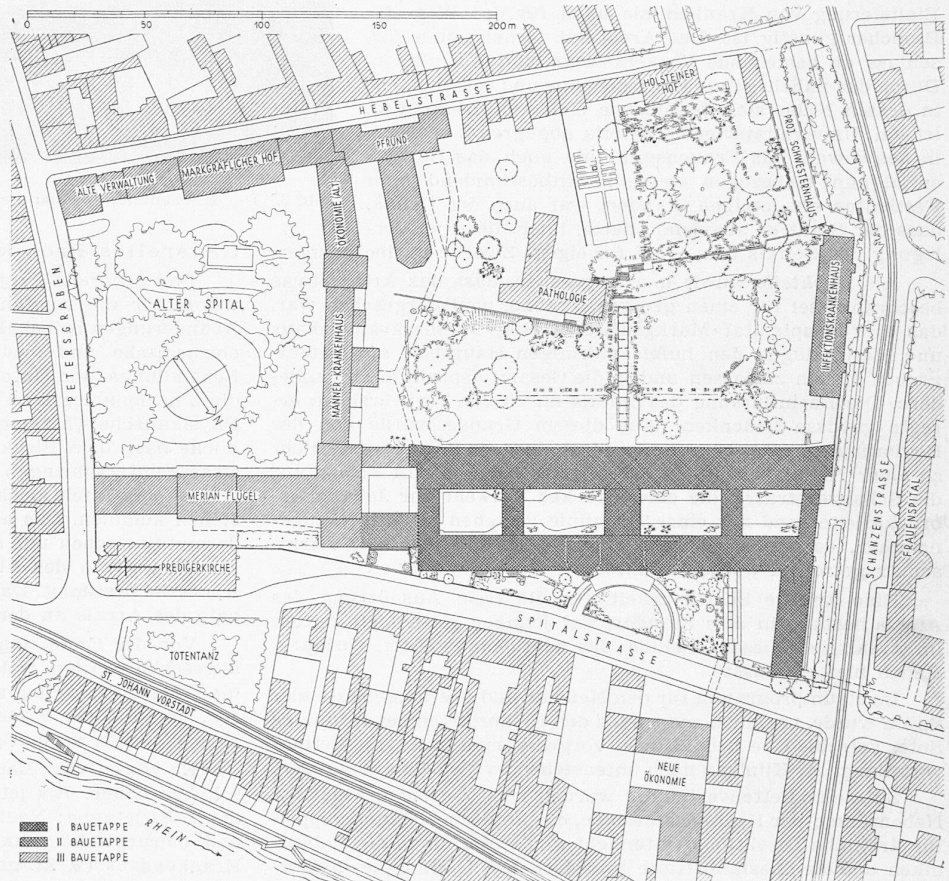 0 50 100 150 200 m
HEBELSTRASSE
HOLSTEINER
HOF
PFRUND
MARKGRÄFLICHER HOF
ALTE VERWALTUNG
ÖKONOMIE (ALT)
CORPS SCHWESTERNHAUS
PETERSGRABEN
ALTER SPITAL
PATHOLOGIE
INFEKTIONSKRANKENHAUS
MÄNNER-KRANKENHAUS
MERIAN-FLÜGEL
SCHANZENSTRASSE
FRAUENSPITAL
PREDIGERKIRCHE
SPITALSTRASSE
TOTENTANZ
ST. JOHANN VORSTADT
NEUE
ÖKONOMIE
RHEIN
I BAUETAPPE
II BAUETAPPE
III BAUETAPPE